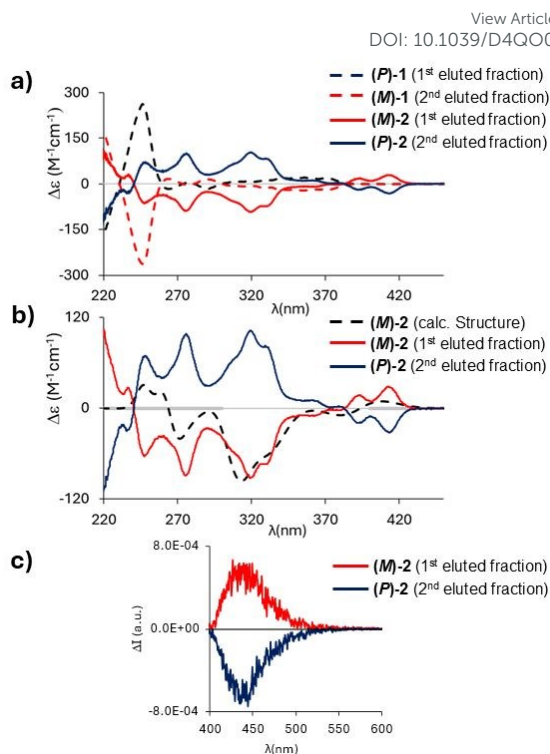 View Article
DOI: 10.1039/D4QO0
a)
(P)-1 (1st eluted fraction)
(M)-1 (2nd eluted fraction)
(M)-2 (1st eluted fraction)
(P)-2 (2nd eluted fraction)
Δε (M⁻¹cm⁻¹)
300
150
0
-150
-300
220 270 320 370 420
λ(nm)
b)
(M)-2 (calc. Structure)
(M)-2 (1st eluted fraction)
(P)-2 (2nd eluted fraction)
Δε (M⁻¹cm⁻¹)
120
0
-120
220 270 320 370 420
λ(nm)
c)
(M)-2 (1st eluted fraction)
(P)-2 (2nd eluted fraction)
ΔI (a.u.)
8.0E-04
0.0E+00
-8.0E-04
400 450 500 550 600
λ(nm)